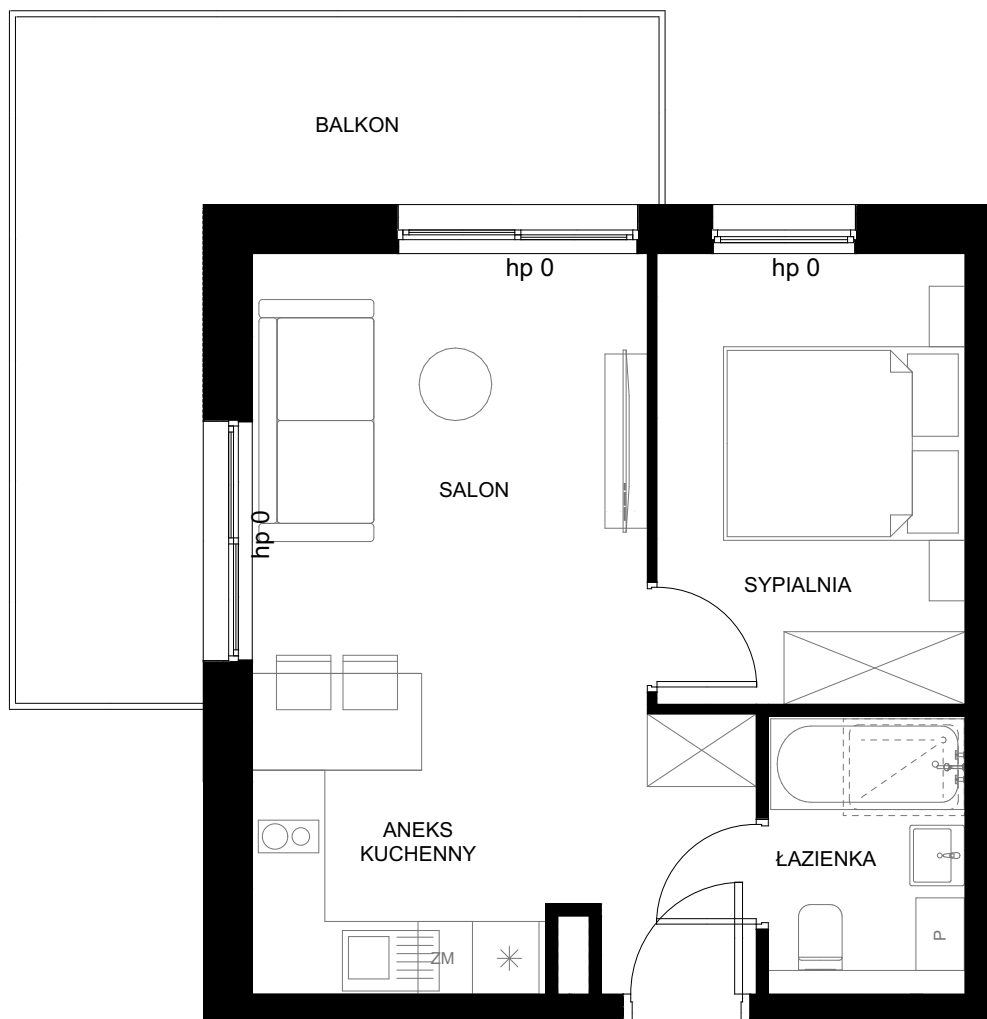 BALKON
hp 0
hp 0
SALON
hp 0
SYPIALNIA
ANEKS
KUCHENNY
ŁAZIENKA
ZM
P